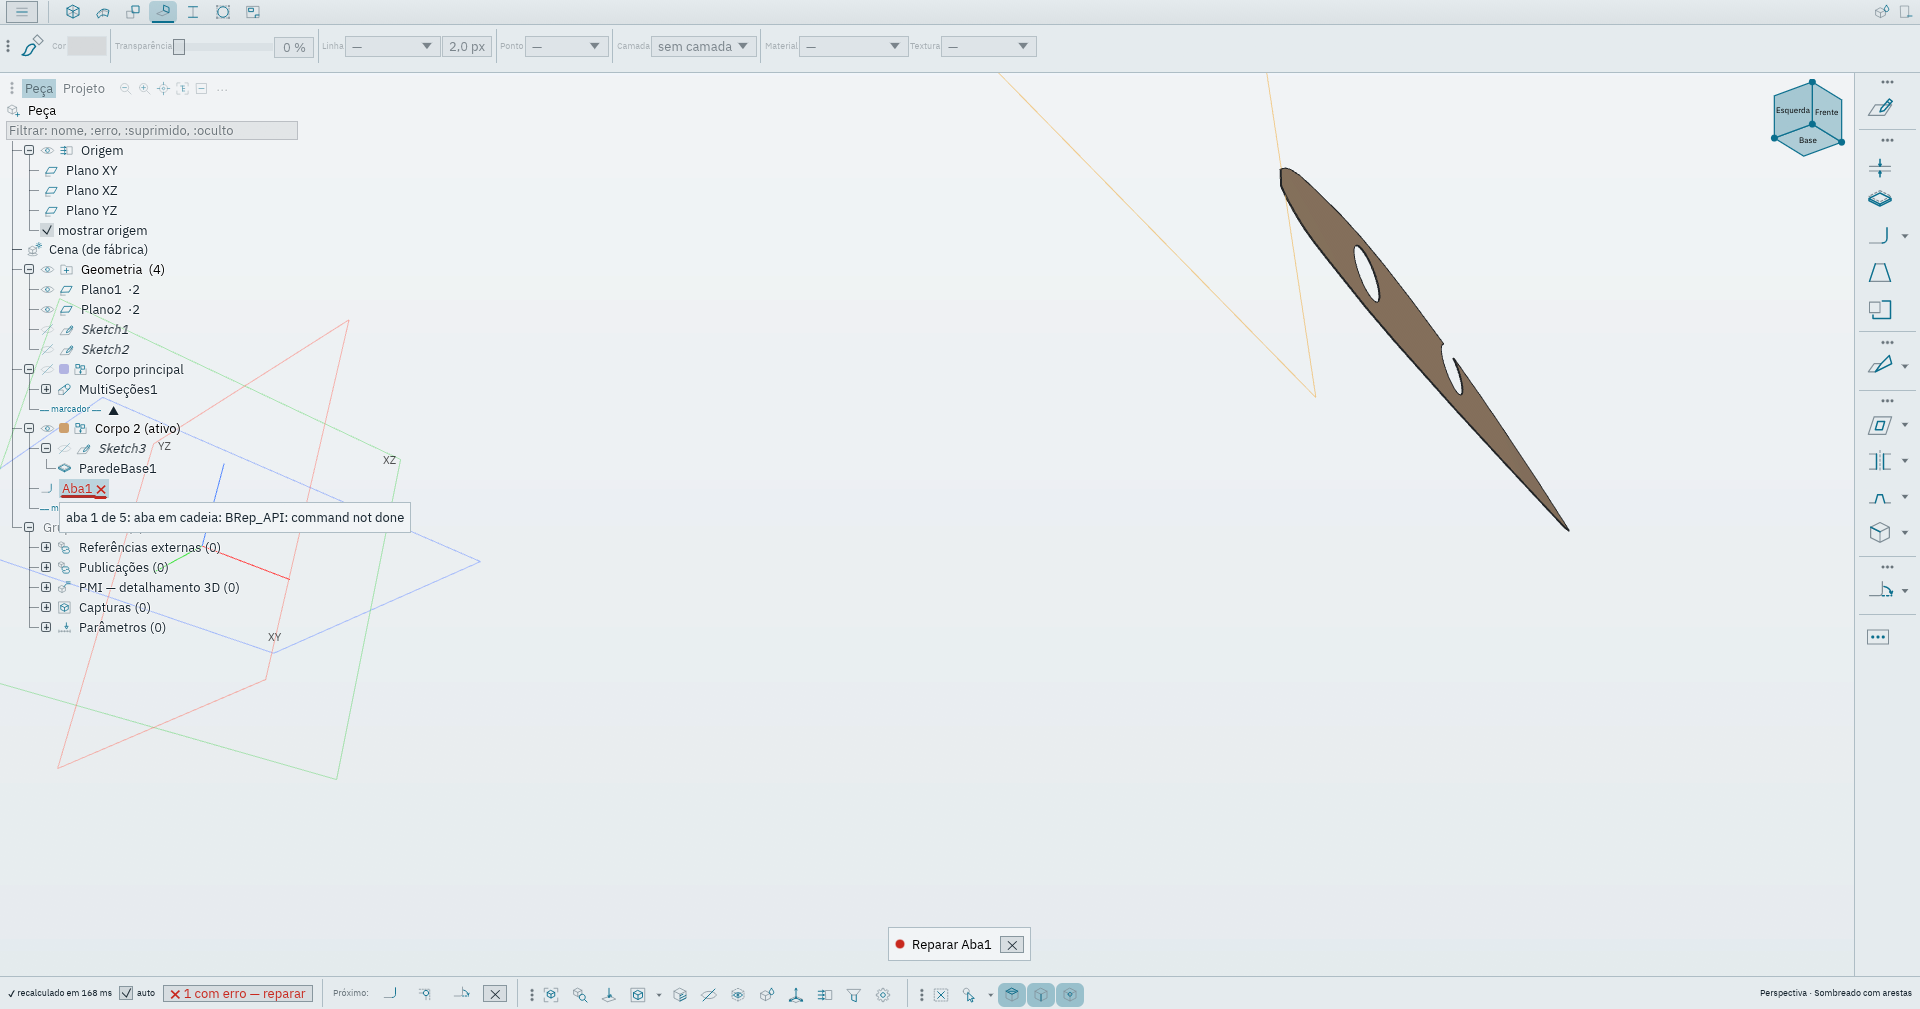 Cor
Transparência
0 %
Linha
—
2,0 px
Ponto
—
Camada
sem camada
Material
—
Textura
—
Peça
Projeto
Peça
Filtrar: nome, :erro, :suprimido, :oculto
Origem
Plano XY
Plano XZ
Plano YZ
mostrar origem
Cena (de fábrica)
Geometria (4)
Plano1 ·2
Plano2 ·2
Sketch1
Sketch2
Corpo principal
MultiSeções1
marcador
Corpo 2 (ativo)
Sketch3
ParedeBase1
Aba1
aba 1 de 5: aba em cadeia: BRep_API: command not done
Referências externas (0)
Publicações (0)
PMI — detalhamento 3D (0)
Capturas (0)
Parâmetros (0)
YZ
XZ
XY
Esquerda
Frente
Base
Reparar Aba1
recalculado em 168 ms
auto
1 com erro — reparar
Próximo:
Perspectiva · Sombreado com arestas